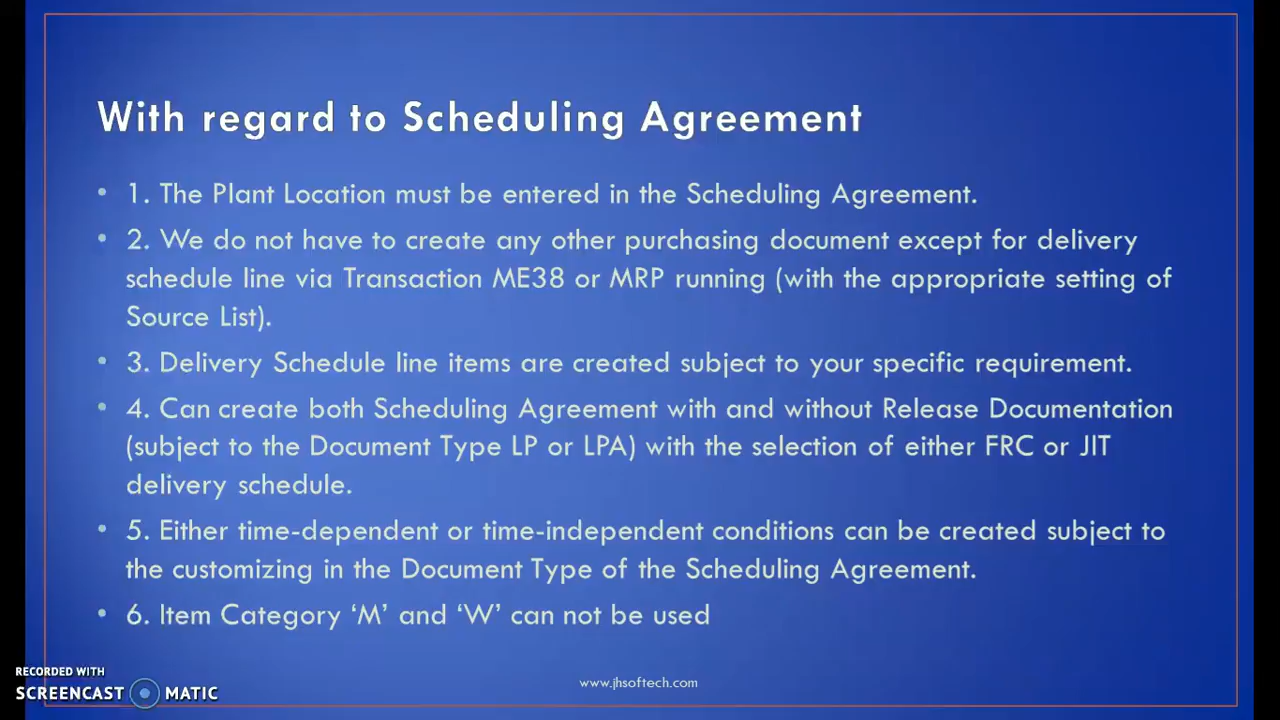 With regard to Scheduling Agreement
• 1. The Plant Location must be entered in the Scheduling Agreement.
• 2. We do not have to create any other purchasing document except for delivery
schedule line via Transaction ME38 or MRP running (with the appropriate setting of
Source List).
• 3. Delivery Schedule line items are created subject to your specific requirement.
• 4. Can create both Scheduling Agreement with and without Release Documentation
(subject to the Document Type LP or LPA) with the selection of either FRC or JIT
delivery schedule.
• 5. Either time-dependent or time-independent conditions can be created subject to
the customizing in the Document Type of the Scheduling Agreement.
• 6. Item Category ‘M’ and ‘W’ can not be used
RECORDED WITH
SCREENCAST MATIC
www.jhsoftech.com